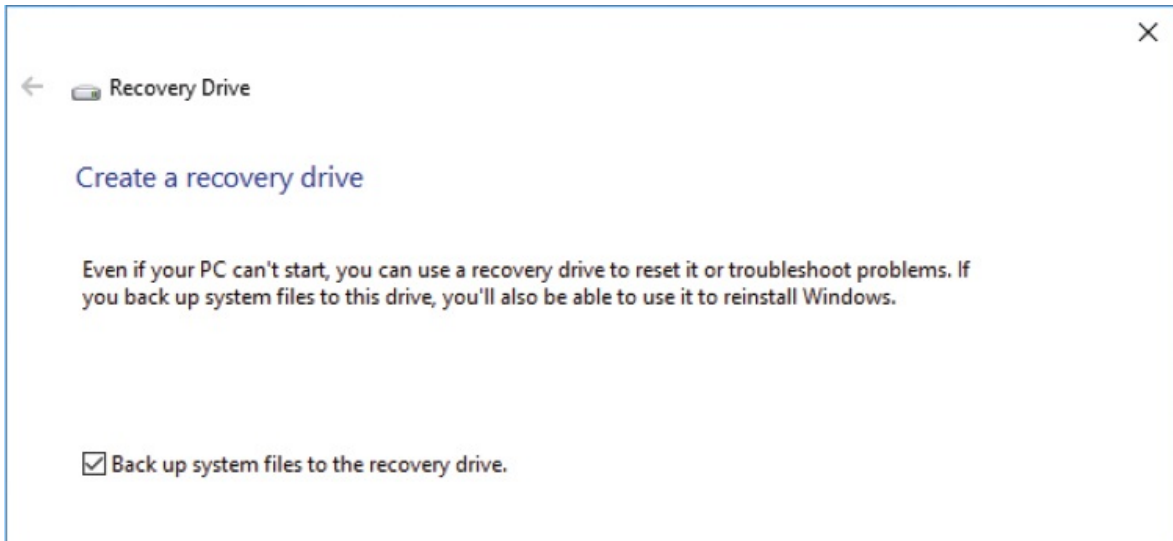 Recovery Drive
Create a recovery drive
Even if your PC can't start, you can use a recovery drive to reset it or troubleshoot problems. If
you back up system files to this drive, you'll also be able to use it to reinstall Windows.
Back up system files to the recovery drive.